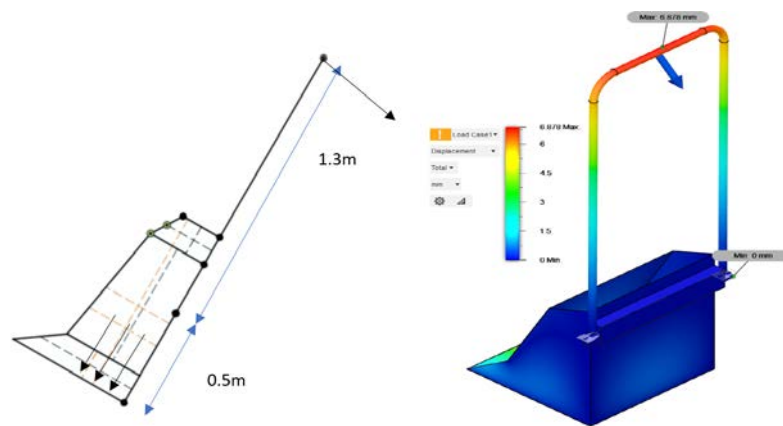 1.3m
0.5m
Max: 6.878 mm
Load Case1
Displacement
Total
mm
6.878 Max.
6
4.5
3
1.5
0 Min
Min: 0 mm